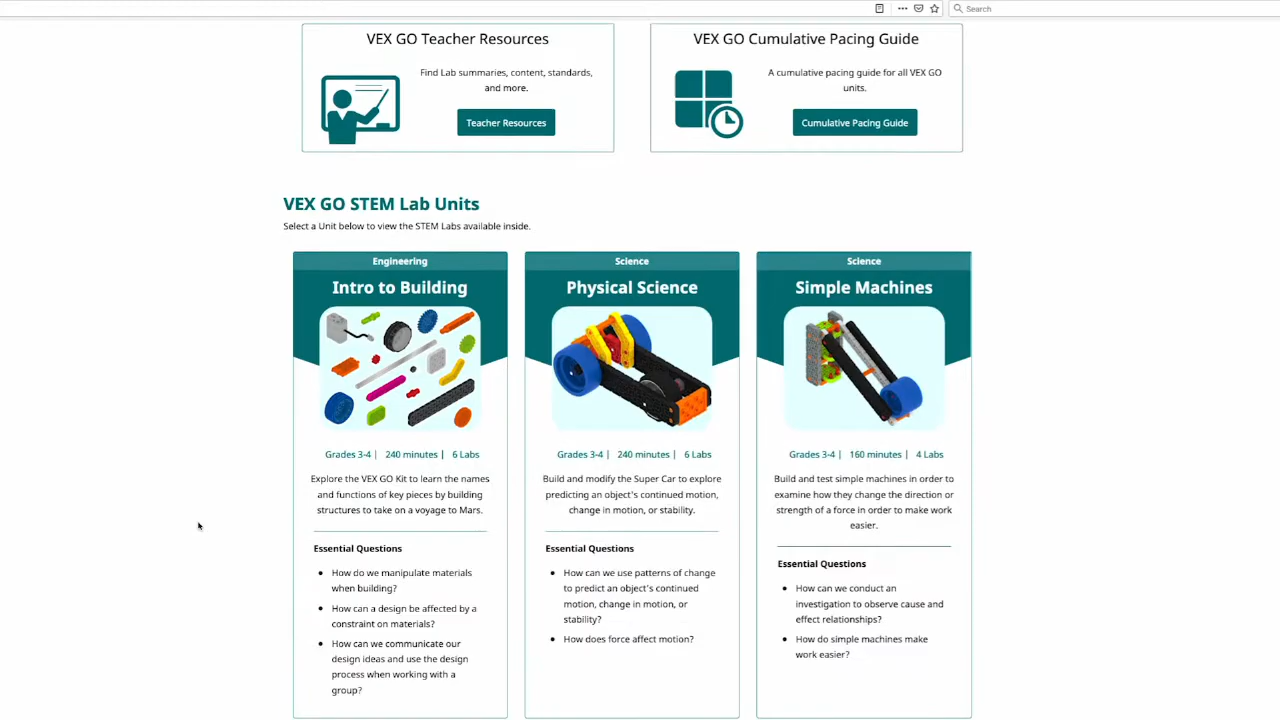 Search
VEX GO Teacher Resources
Find Lab summaries, content, standards,
and more.
Teacher Resources
VEX GO Cumulative Pacing Guide
A cumulative pacing guide for all VEX GO
units.
Cumulative Pacing Guide
VEX GO STEM Lab Units
Select a Unit below to view the STEM Labs available inside.
Engineering
Intro to Building
Grades 3-4 | 240 minutes | 6 Labs
Explore the VEX GO Kit to learn the names
and functions of key pieces by building
structures to take on a voyage to Mars.
Essential Questions
• How do we manipulate materials
when building?
• How can a design be affected by a
constraint on materials?
• How can we communicate our
design ideas and use the design
process when working with a
group?
Science
Physical Science
Grades 3-4 | 240 minutes | 6 Labs
Build and modify the Super Car to explore
predicting an object's continued motion,
change in motion, or stability.
Essential Questions
• How can we use patterns of change
to predict an object's continued
motion, change in motion, or
stability?
• How does force affect motion?
Science
Simple Machines
Grades 3-4 | 160 minutes | 4 Labs
Build and test simple machines in order to
examine how they change the direction or
strength of a force in order to make work
easier.
Essential Questions
• How can we conduct an
investigation to observe cause and
effect relationships?
• How do simple machines make
work easier?